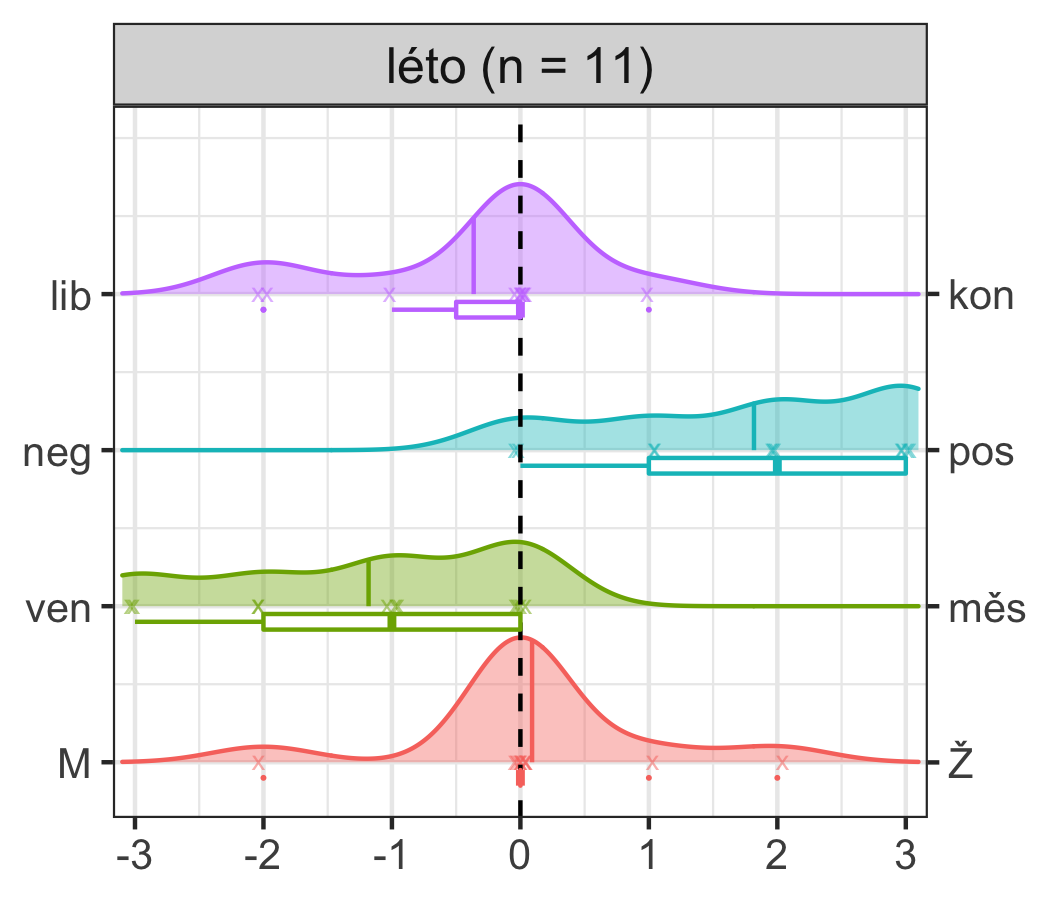 léto (n = 11)
lib kon
neg pos
ven měs
M Ž
-3 -2 -1 0 1 2 3